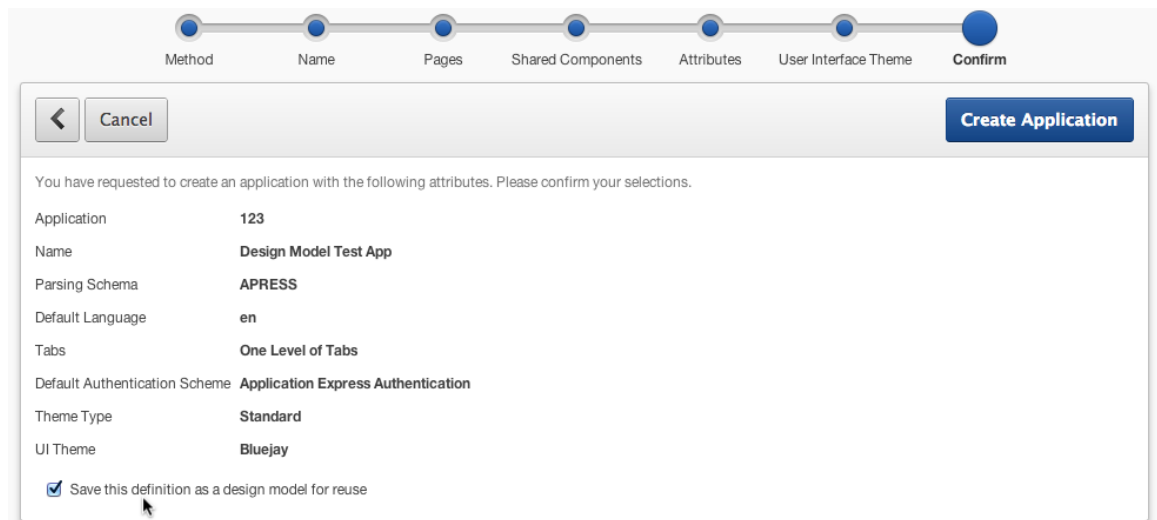 Method Name Pages Shared Components Attributes User Interface Theme Confirm
Cancel Create Application
You have requested to create an application with the following attributes. Please confirm your selections.
Application 123
Name Design Model Test App
Parsing Schema APRESS
Default Language en
Tabs One Level of Tabs
Default Authentication Scheme Application Express Authentication
Theme Type Standard
UI Theme Bluejay
Save this definition as a design model for reuse